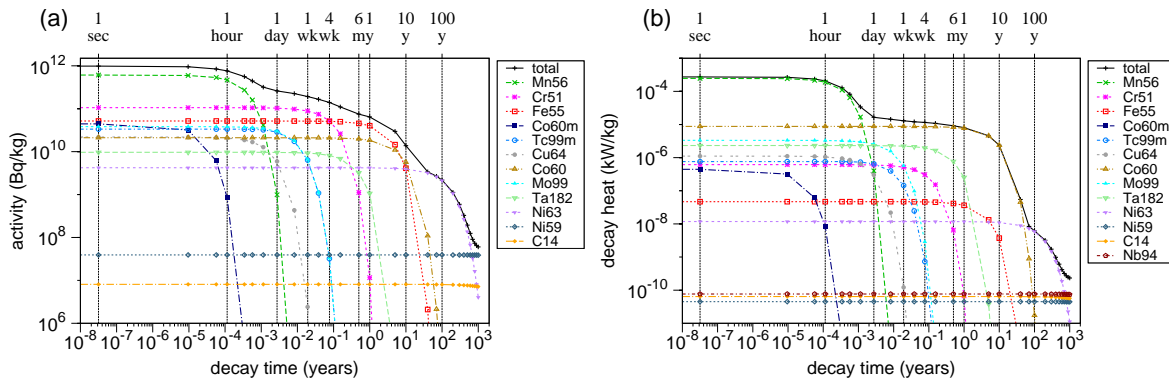 (a)
1 1 1 1 4 6 1 10 100
sec hour day wk wk m y y y
10^12
10^10
10^8
10^6
activity (Bq/kg)
10^-8 10^-7 10^-6 10^-5 10^-4 10^-3 10^-2 10^-1 10^0 10^1 10^2 10^3
decay time (years)
total
Mn56
Cr51
Fe55
Co60m
Tc99m
Cu64
Co60
Mo99
Ta182
Ni63
Ni59
C14
(b)
1 1 1 1 4 6 1 10 100
sec hour day wk wk m y y y
10^-4
10^-6
10^-8
10^-10
decay heat (kW/kg)
10^-8 10^-7 10^-6 10^-5 10^-4 10^-3 10^-2 10^-1 10^0 10^1 10^2 10^3
decay time (years)
total
Mn56
Cr51
Fe55
Co60m
Tc99m
Cu64
Co60
Mo99
Ta182
Ni63
Ni59
C14
Nb94